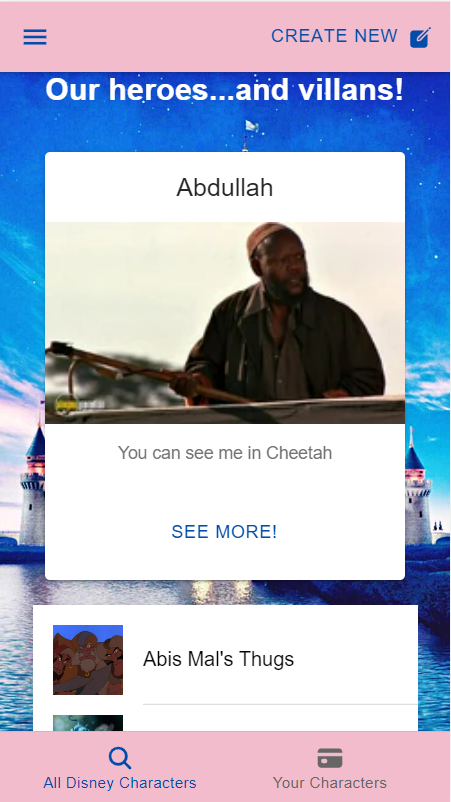 CREATE NEW
Our heroes...and villans!
Abdullah
You can see me in Cheetah
SEE MORE!
Abis Mal's Thugs
All Disney Characters
Your Characters